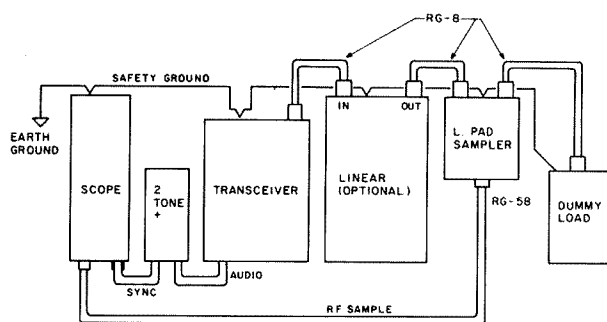 RG-8
SAFETY GROUND
EARTH
GROUND
IN
OUT
L. PAD
SAMPLER
SCOPE
2
TONE
+
TRANSCEIVER
LINEAR
(OPTIONAL)
RG-58
DUMMY
LOAD
SYNC
AUDIO
RF SAMPLE